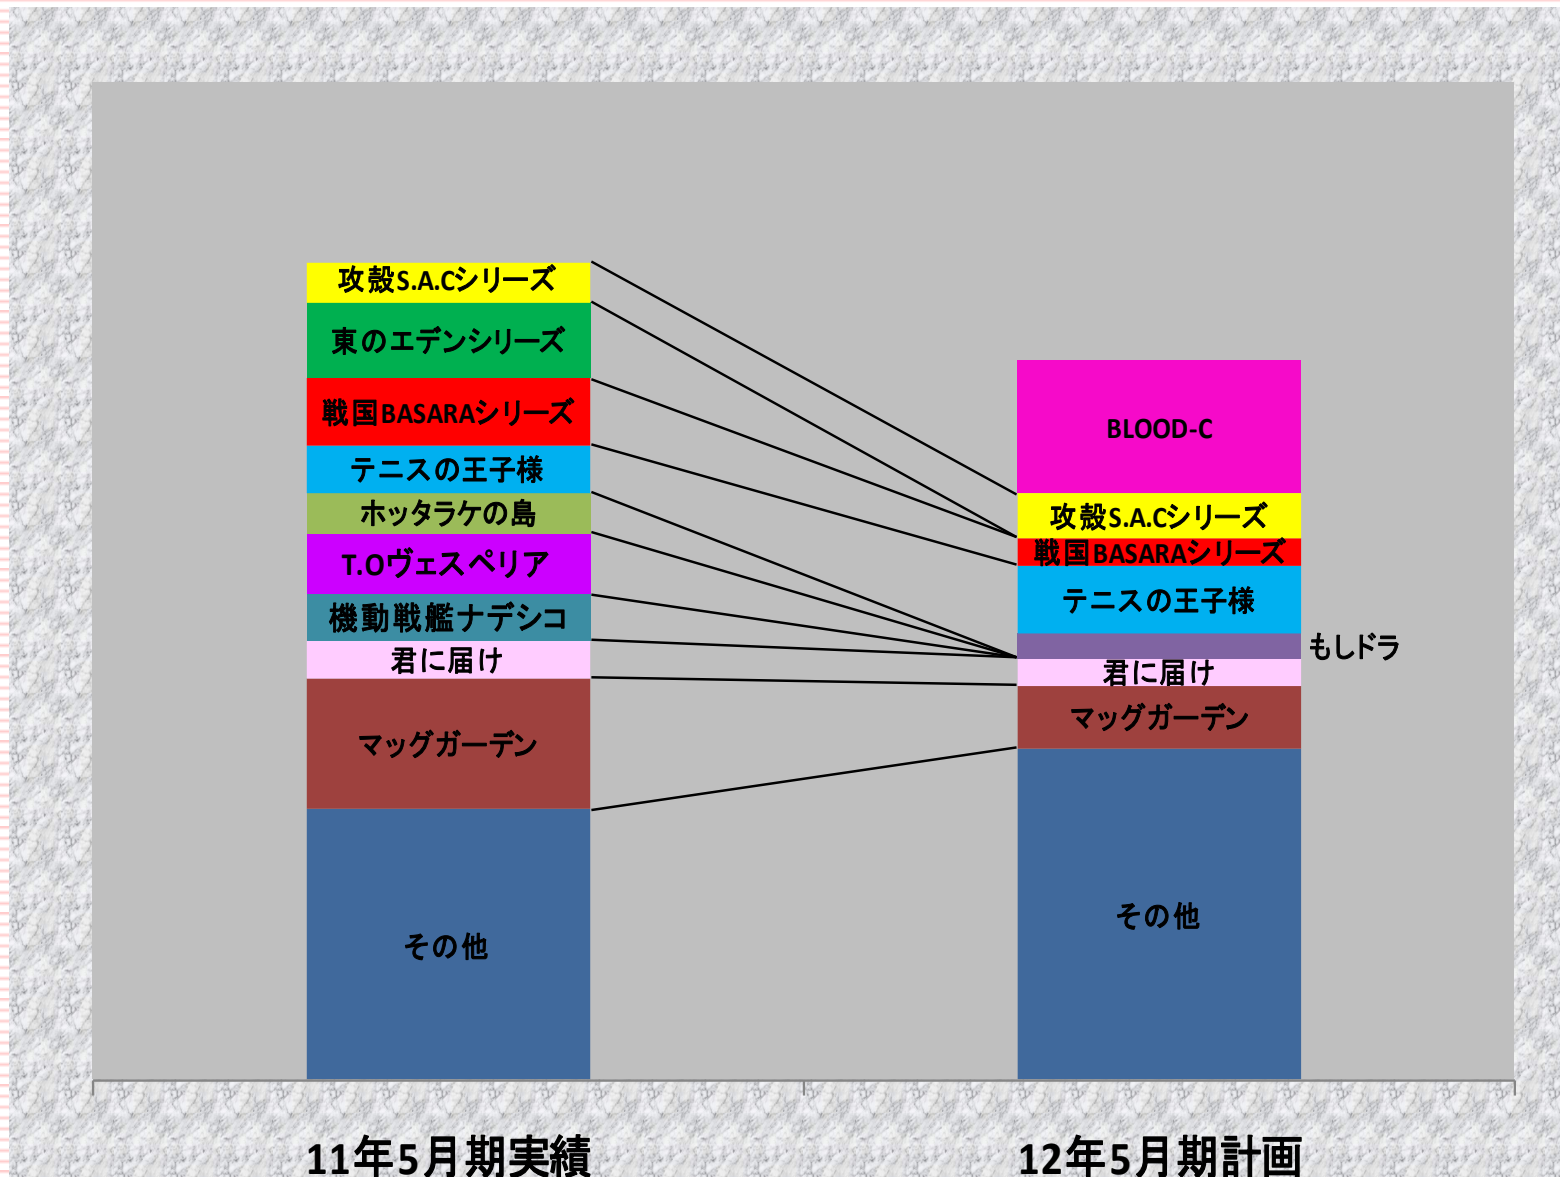 攻殻S.A.Cシリーズ
東のエデンシリーズ
戦国BASARAシリーズ
テニスの王子様
ホッタラケの島
T.Oヴェスペリア
機動戦艦ナデシコ
君に届け
マッグガーデン
その他
BLOOD-C
攻殻S.A.Cシリーズ
戦国BASARAシリーズ
テニスの王子様
もしドラ
君に届け
マッグガーデン
その他
11年5月期実績
12年5月期計画